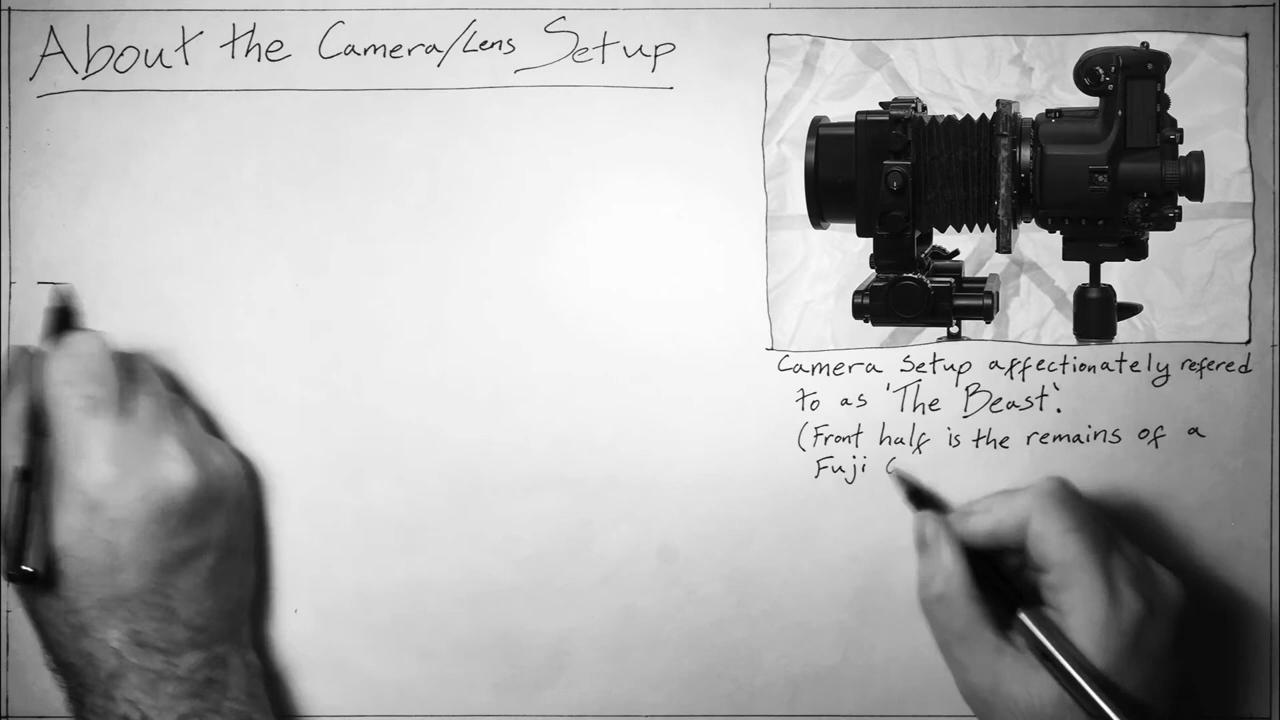 About the Camera/Lens Setup
Camera Setup affectionately refered
to as 'The Beast'.
(Front half is the remains of a
Fuji